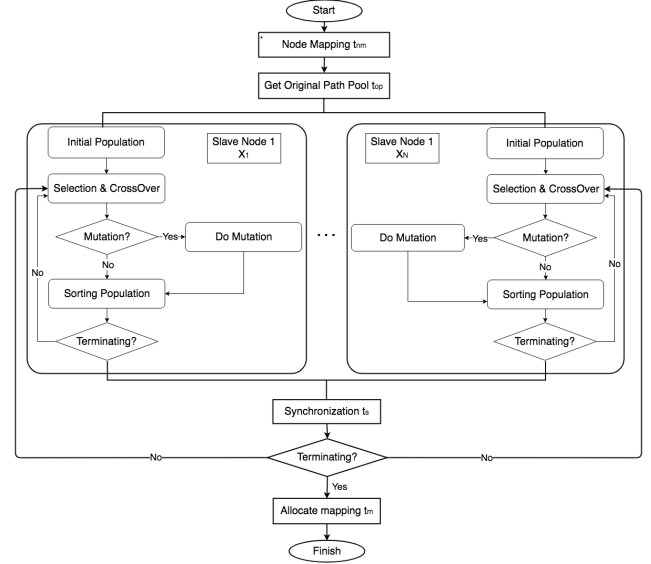 Start
* Node Mapping tnm
Get Original Path Pool top
Initial Population
Slave Node 1
X1
Slave Node 1
XN
Initial Population
Selection & CrossOver
Selection & CrossOver
Mutation?
Yes
Do Mutation
. . .
Do Mutation
Yes
Mutation?
No
No
No
No
Sorting Population
Sorting Population
Terminating?
Terminating?
Synchronization ts
No
Terminating?
No
Yes
Allocate mapping tm
Finish